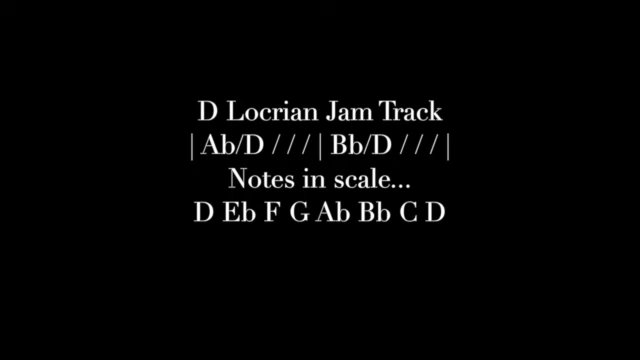 D Locrian Jam Track
| Ab/D / / / | Bb/D / / / |
Notes in scale...
D Eb F G Ab Bb C D